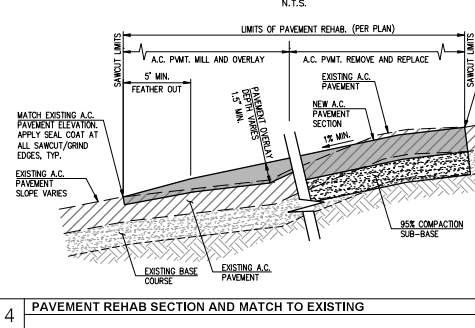 N.T.S.
LIMITS OF PAVEMENT REHAB. (PER PLAN)
SAWCUT LIMITS
A.C. PVMT. MILL AND OVERLAY
A.C. PVMT. REMOVE AND REPLACE
SAWCUT LIMITS
5' MIN.
FEATHER OUT
PAVEMENT OVERLAY
DEPTH VARIES
1.5" MIN.
EXISTING A.C.
PAVEMENT
NEW A.C.
PAVEMENT
SECTION
1% MIN.
MATCH EXISTING A.C.
PAVEMENT ELEVATION.
APPLY SEAL COAT AT
ALL SAWCUT/GRIND
EDGES, TYP.
EXISTING A.C.
PAVEMENT
SLOPE VARIES
95% COMPACTION
SUB-BASE
EXISTING BASE
COURSE
EXISTING A.C.
PAVEMENT
4
PAVEMENT REHAB SECTION AND MATCH TO EXISTING